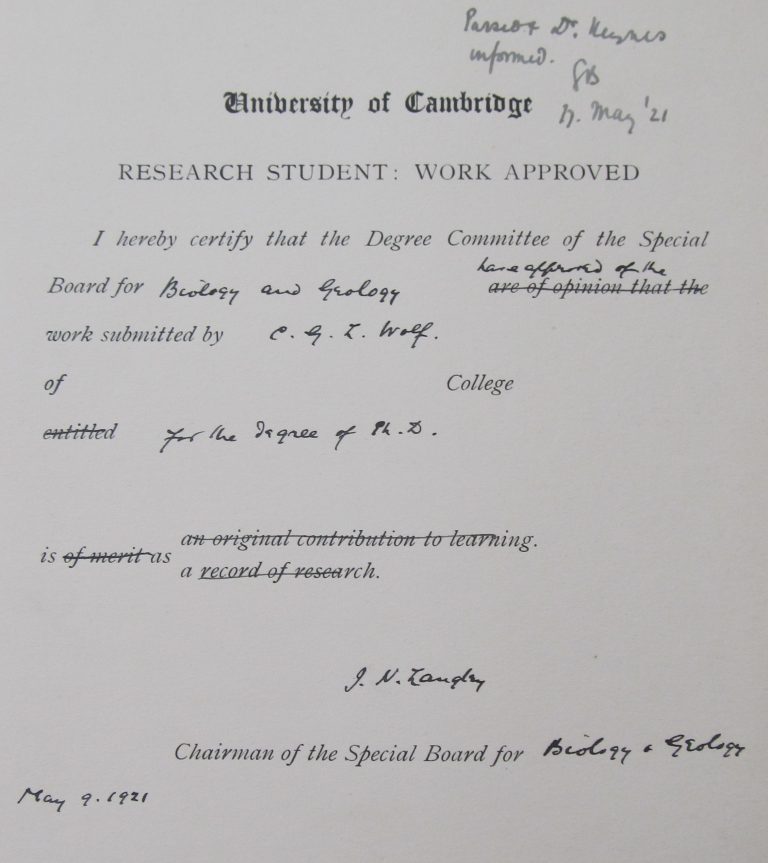 Passed & Dr. Keynes
informed.
GB
17. May '21
University of Cambridge
RESEARCH STUDENT: WORK APPROVED
I hereby certify that the Degree Committee of the Special
have approved of the
Board for Biology and Geology are of opinion that the
work submitted by C. G. L. Wolf.
of College
entitled for the degree of Ph.D.
an original contribution to learning.
is of merit as
a record of research.
J. N. Langley
Chairman of the Special Board for Biology & Geology
May 9. 1921